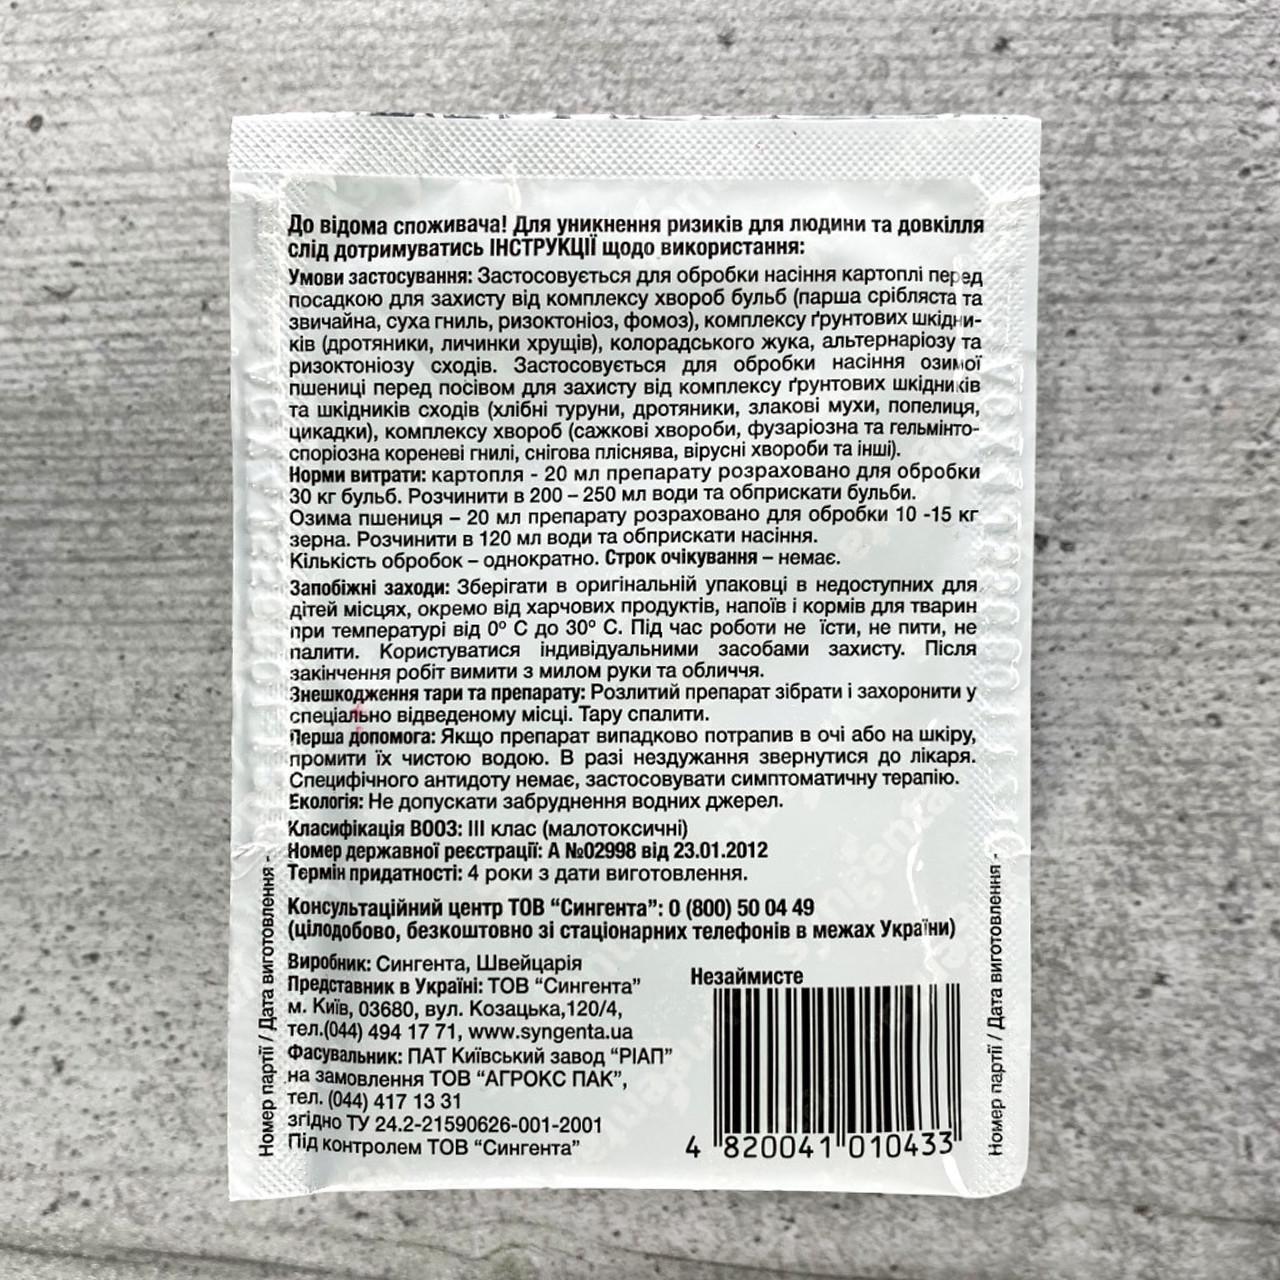 До відома споживача! Для уникнення ризиків для людини та довкілля
слід дотримуватись ІНСТРУКЦІЇ щодо використання:
Умови застосування: Застосовується для обробки насіння картоплі перед
посадкою для захисту від комплексу хвороб бульб (парша срібляста та
звичайна, суха гниль, ризоктоніоз, фомоз), комплексу ґрунтових шкідни-
ків (дротяники, личинки хрущів), колорадського жука, альтернаріозу та
ризоктоніозу сходів. Застосовується для обробки насіння озимої
пшениці перед посівом для захисту від комплексу ґрунтових шкідників
та шкідників сходів (хлібні туруни, дротяники, злакові мухи, попелиця,
цикадки), комплексу хвороб (сажкові хвороби, фузаріозна та гельмінто-
споріозна кореневі гнилі, снігова пліснява, вірусні хвороби та інші).
Норми витрати: картопля - 20 мл препарату розраховано для обробки
30 кг бульб. Розчинити в 200 – 250 мл води та обприскати бульби.
Озима пшениця – 20 мл препарату розраховано для обробки 10 -15 кг
зерна. Розчинити в 120 мл води та обприскати насіння.
Кількість обробок – однократно. Строк очікування – немає.
Запобіжні заходи: Зберігати в оригінальній упаковці в недоступних для
дітей місцях, окремо від харчових продуктів, напоїв і кормів для тварин
при температурі від 0º С до 30º С. Під час роботи не їсти, не пити, не
палити. Користуватися індивідуальними засобами захисту. Після
закінчення робіт вимити з милом руки та обличчя.
Знешкодження тари та препарату: Розлитий препарат зібрати і захоронити у
спеціально відведеному місці. Тару спалити.
Перша допомога: Якщо препарат випадково потрапив в очі або на шкіру,
промити їх чистою водою. В разі нездужання звернутися до лікаря.
Специфічного антидоту немає, застосовувати симптоматичну терапію.
Екологія: Не допускати забруднення водних джерел.
Класифікація ВООЗ: III клас (малотоксичні)
Номер державної реєстрації: А №02998 від 23.01.2012
Термін придатності: 4 роки з дати виготовлення.
Консультаційний центр ТОВ “Сингента”: 0 (800) 50 04 49
(цілодобово, безкоштовно зі стаціонарних телефонів в межах України)
Виробник: Сингента, Швейцарія
Представник в Україні: ТОВ “Сингента”
м. Київ, 03680, вул. Козацька,120/4,
тел.(044) 494 17 71, www.syngenta.ua
Фасувальник: ПАТ Київський завод “РІАП”
на замовлення ТОВ “АГРОКС ПАК”,
тел. (044) 417 13 31
згідно ТУ 24.2-21590626-001-2001
Під контролем ТОВ “Сингента”
Незаймисте
4 820041 010433
Номер партії / Дата виготовлення -
Номер партії / Дата виготовлення -